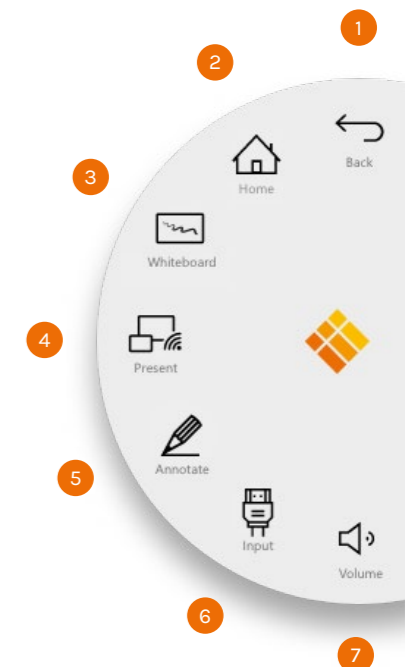 1
Back
2
Home
3
Whiteboard
4
Present
5
Annotate
6
Input
7
Volume